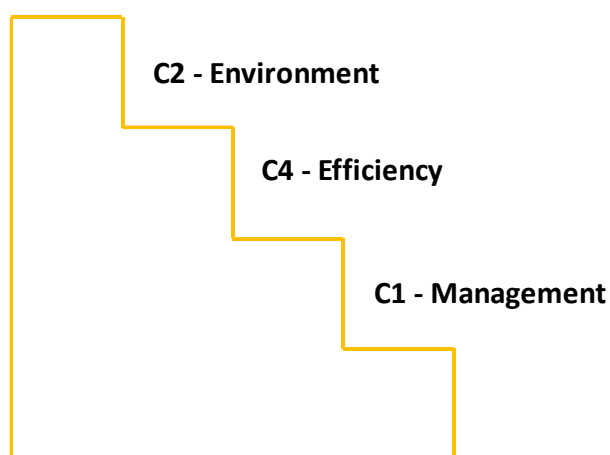 C2 - Environment
C4 - Efficiency
C1 - Management